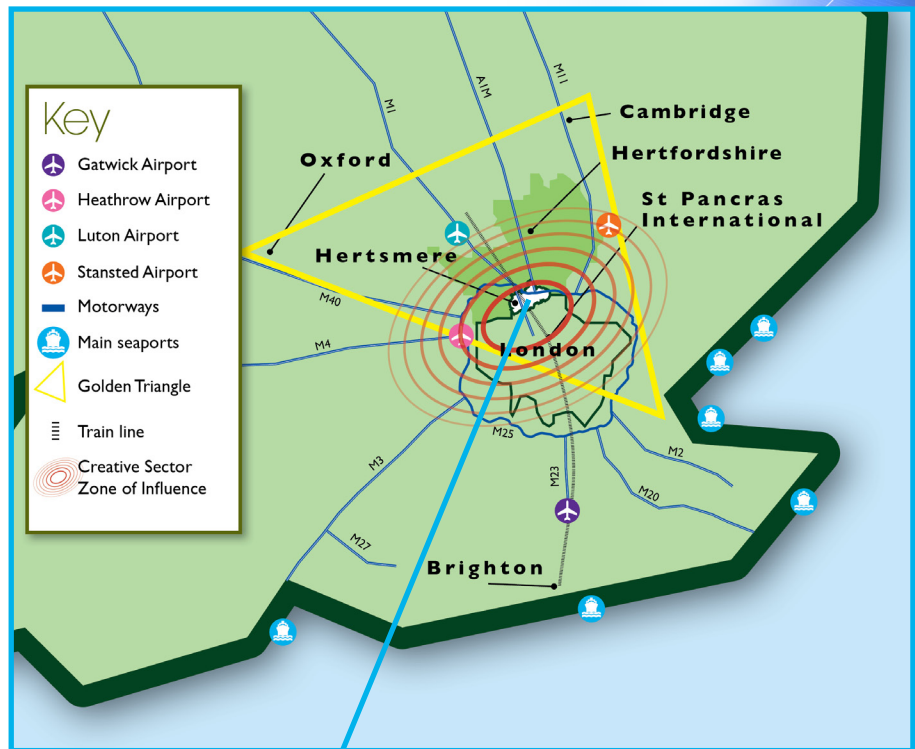 Key
Gatwick Airport
Heathrow Airport
Luton Airport
Stansted Airport
Motorways
Main seaports
Golden Triangle
Train line
Creative Sector
Zone of Influence
M1
A1M
M11
Cambridge
Oxford
Hertfordshire
St Pancras
International
Hertsmere
M40
M4
London
M25
M3
M2
M23
M20
M27
Brighton